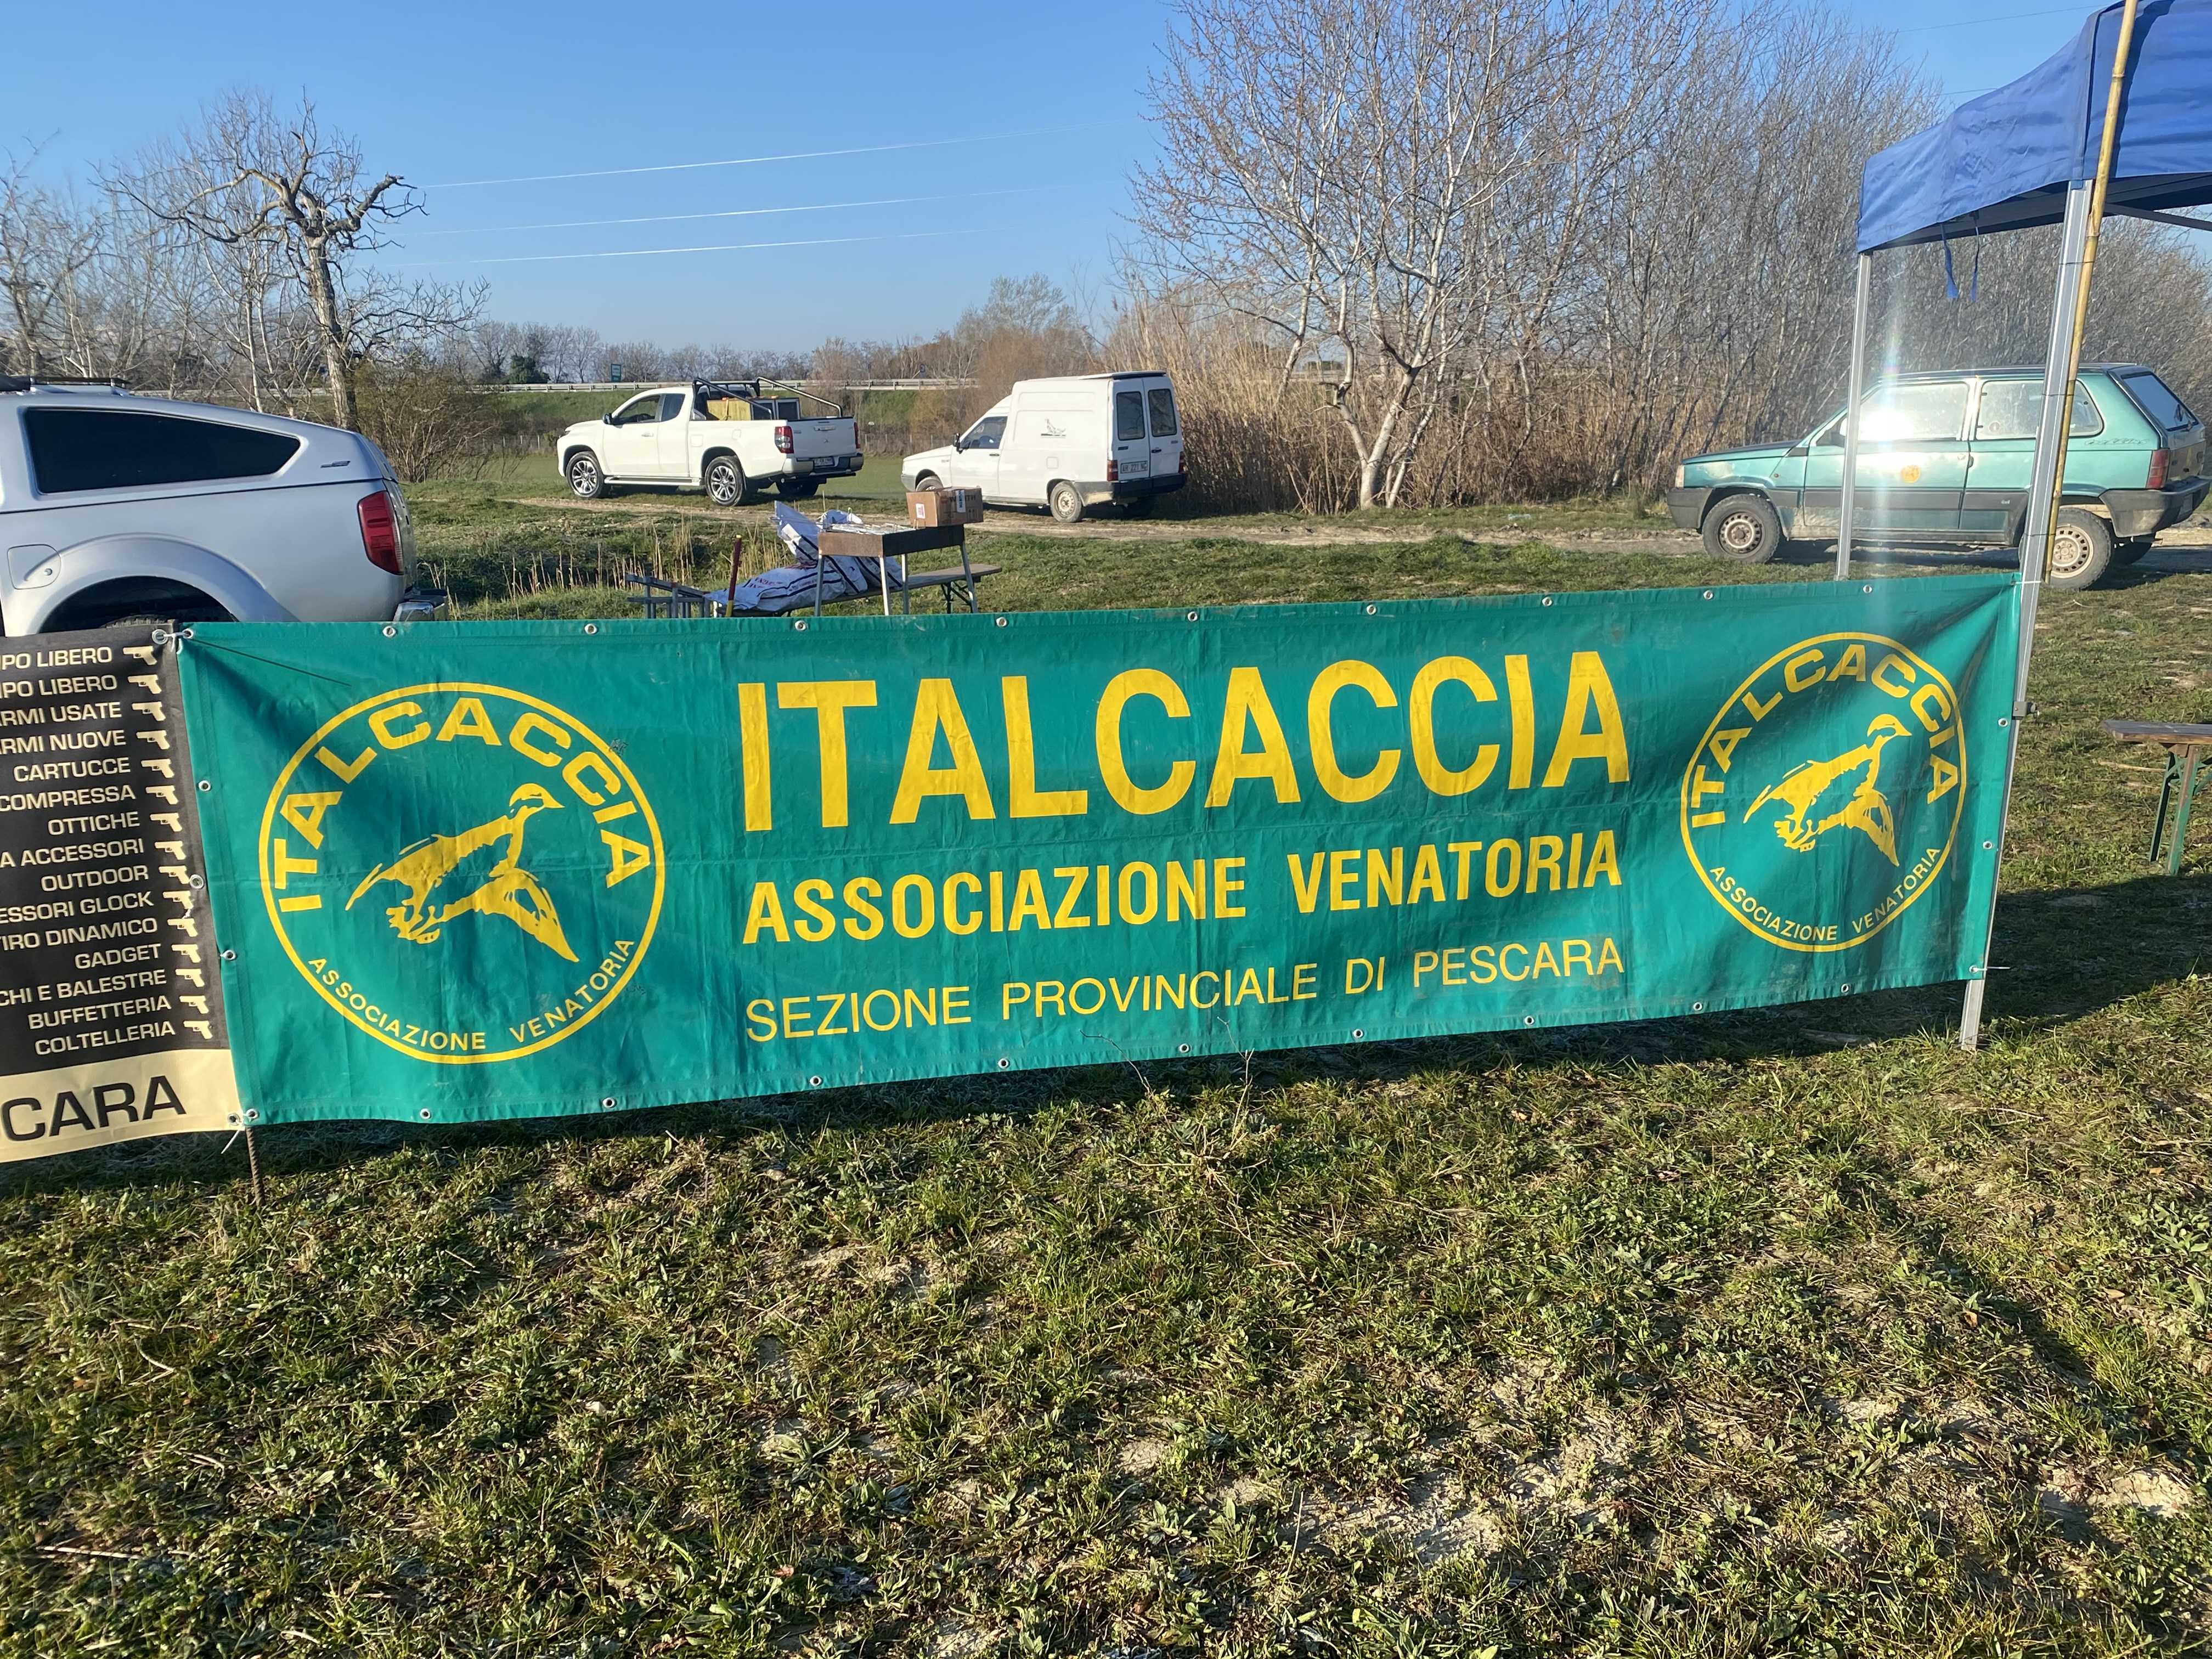 PO LIBERO
PO LIBERO
RMI USATE
RMI NUOVE
CARTUCCE
COMPRESSA
OTTICHE
A ACCESSORI
OUTDOOR
ESSORI GLOCK
TIRO DINAMICO
GADGET
CHI E BALESTRE
BUFFETTERIA
COLTELLERIA
CARA
ITALCACCIA
ASSOCIAZIONE VENATORIA
ITALCACCIA
ASSOCIAZIONE VENATORIA
SEZIONE PROVINCIALE DI PESCARA
ITALCACCIA
ASSOCIAZIONE VENATORIA